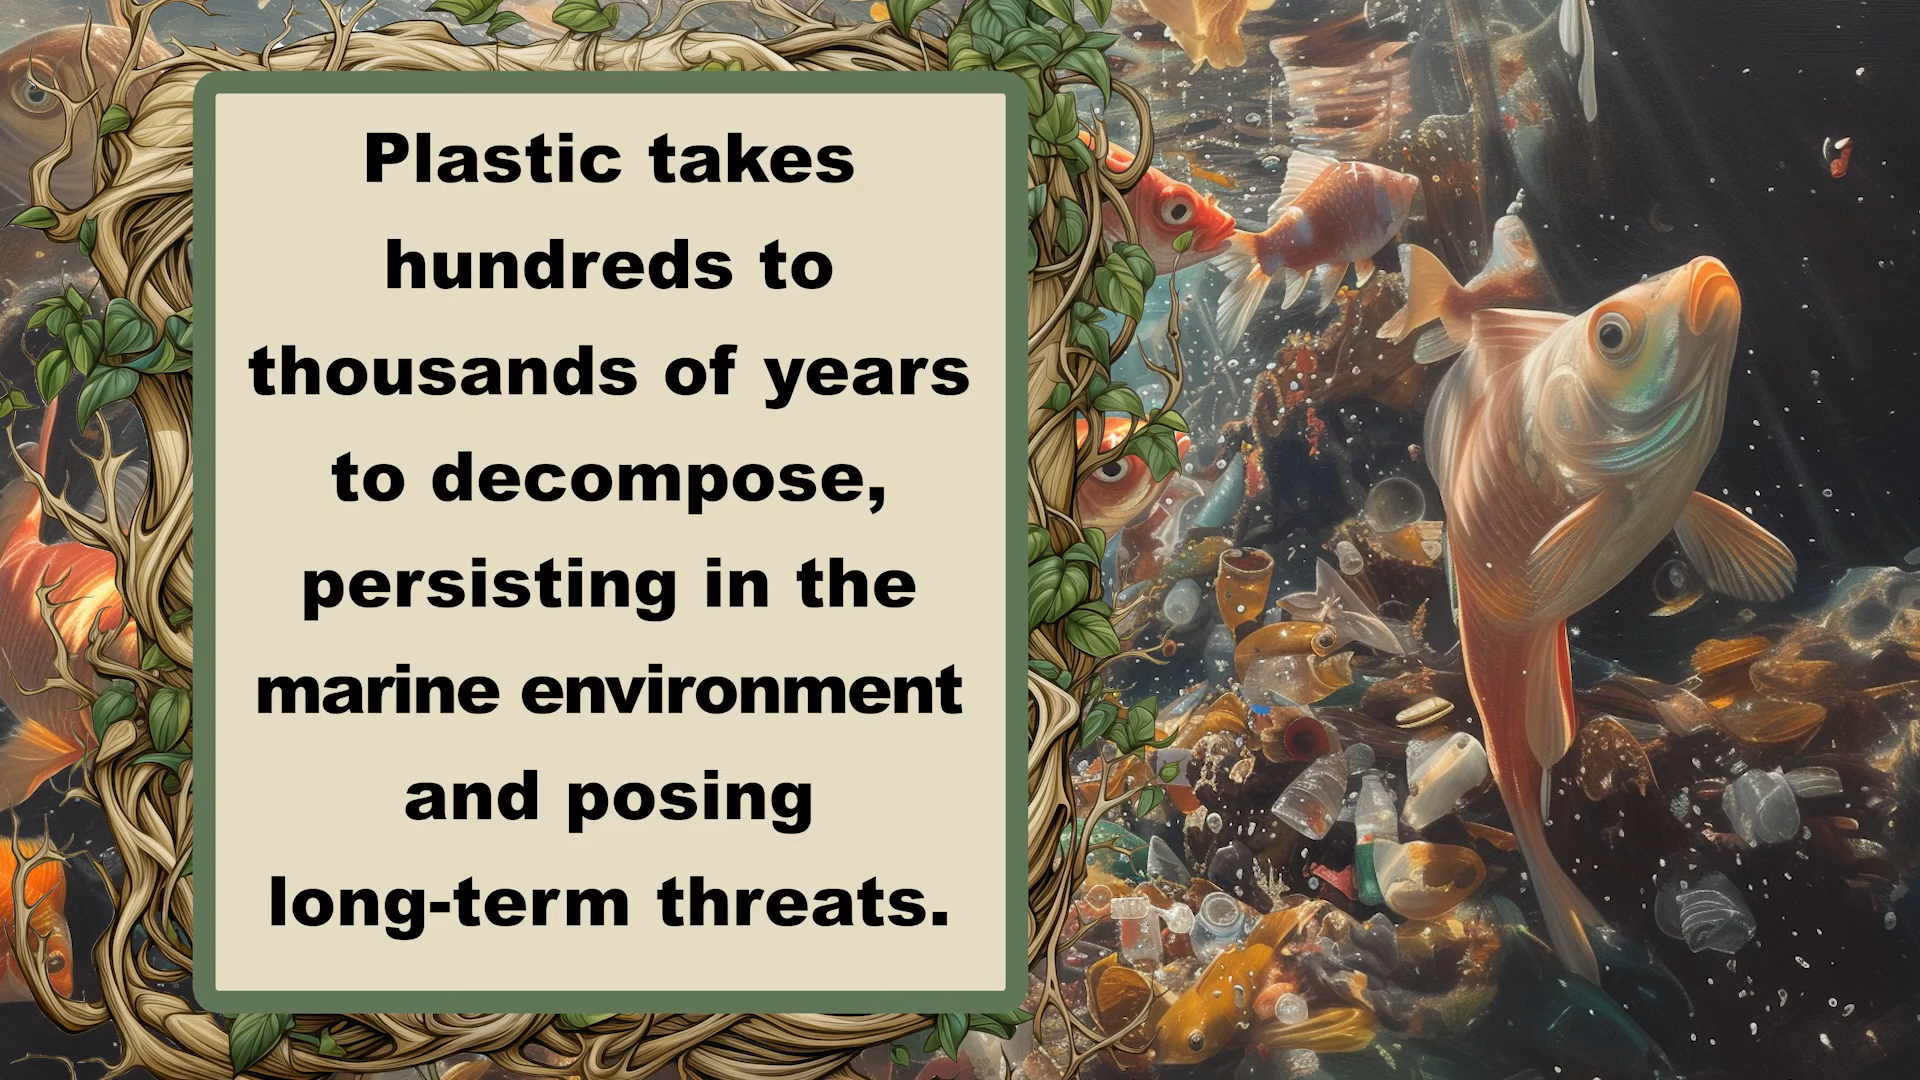 Plastic takes
hundreds to
thousands of years
to decompose,
persisting in the
marine environment
and posing
long-term threats.